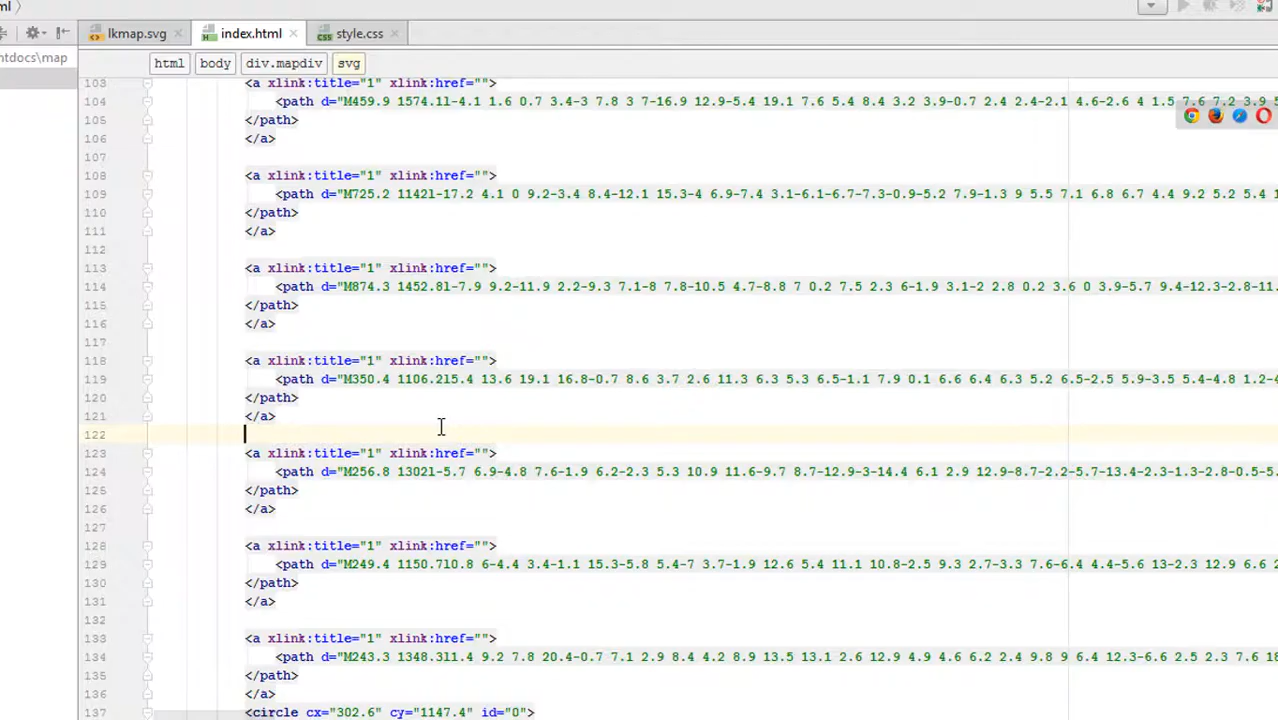 ml)
lkmap.svg index.html style.css
ntdocs\map
html body div.mapdiv svg
103 <a xlink:title="1" xlink:href="">
104 <path d="M459.9 1574.1l-4.1 1.6 0.7 3.4-3 7.8 3 7-16.9 12.9-5.4 19.1 7.6 5.4 8.4 3.2 3.9-0.7 2.4 2.4-2.1 4.6-2.6 4 1.5 7.6 7.2 3.9
105 </path>
106 </a>
107
108 <a xlink:title="1" xlink:href="">
109 <path d="M725.2 1142l-17.2 4.1 0 9.2-3.4 8.4-12.1 15.3-4 6.9-7.4 3.1-6.1-6.7-7.3-0.9-5.2 7.9-1.3 9 5.5 7.1 6.8 6.7 4.4 9.2 5.2 5.4 1
110 </path>
111 </a>
112
113 <a xlink:title="1" xlink:href="">
114 <path d="M874.3 1452.8l-7.9 9.2-11.9 2.2-9.3 7.1-8 7.8-10.5 4.7-8.8 7 0.2 7.5 2.3 6-1.9 3.1-2 2.8 0.2 3.6 0 3.9-5.7 9.4-12.3-2.8-11.
115 </path>
116 </a>
117
118 <a xlink:title="1" xlink:href="">
119 <path d="M350.4 1106.2l5.4 13.6 19.1 16.8-0.7 8.6 3.7 2.6 11.3 6.3 5.3 6.5-1.1 7.9 0.1 6.6 6.4 6.3 5.2 6.5-2.5 5.9-3.5 5.4-4.8 1.2-4
120 </path>
121 </a>
122
123 <a xlink:title="1" xlink:href="">
124 <path d="M256.8 1302l-5.7 6.9-4.8 7.6-1.9 6.2-2.3 5.3 10.9 11.6-9.7 8.7-12.9-3-14.4 6.1 2.9 12.9-8.7-2.2-5.7-13.4-2.3-1.3-2.8-0.5-5.
125 </path>
126 </a>
127
128 <a xlink:title="1" xlink:href="">
129 <path d="M249.4 1150.7l0.8 6-4.4 3.4-1.1 15.3-5.8 5.4-7 3.7-1.9 12.6 5.4 11.1 10.8-2.5 9.3 2.7-3.3 7.6-6.4 4.4-5.6 13-2.3 12.9 6.6 2
130 </path>
131 </a>
132
133 <a xlink:title="1" xlink:href="">
134 <path d="M243.3 1348.3l1.4 9.2 7.8 20.4-0.7 7.1 2.9 8.4 4.2 8.9 13.5 13.1 2.6 12.9 4.9 4.6 6.2 2.4 9.8 9 6.4 12.3-6.6 2.5 2.3 7.6 18
135 </path>
136 </a>
137 <circle cx="302.6" cy="1147.4" id="0">